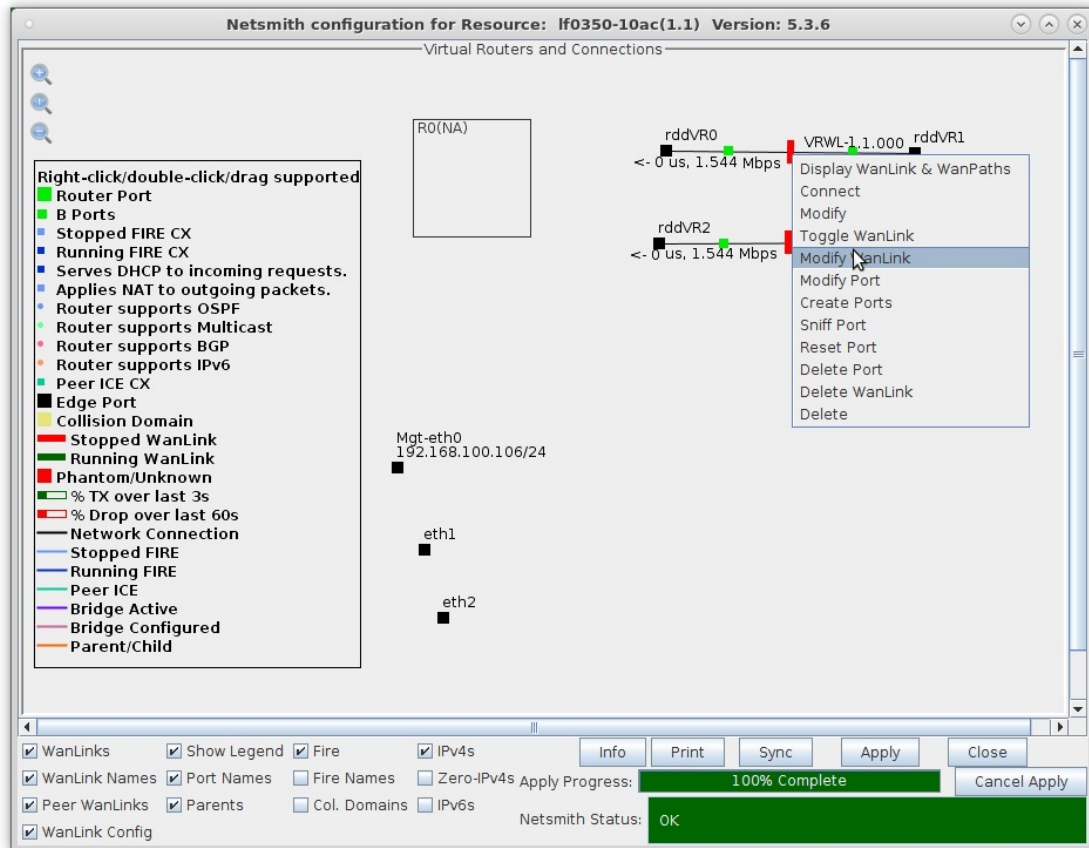 Netsmith configuration for Resource: lf0350-10ac(1.1) Version: 5.3.6
Virtual Routers and Connections
R0(NA)
rddVR0
VRWL-1.1.000
rddVR1
<- 0 us, 1.544 Mbps
rddVR2
<- 0 us, 1.544 Mbps
Display WanLink & WanPaths
Connect
Modify
Toggle WanLink
Modify WanLink
Modify Port
Create Ports
Sniff Port
Reset Port
Delete Port
Delete WanLink
Delete
Right-click/double-click/drag supported
Router Port
B Ports
Stopped FIRE CX
Running FIRE CX
Serves DHCP to incoming requests.
Applies NAT to outgoing packets.
Router supports OSPF
Router supports Multicast
Router supports BGP
Router supports IPv6
Peer ICE CX
Edge Port
Collision Domain
Stopped WanLink
Running WanLink
Phantom/Unknown
% TX over last 3s
% Drop over last 60s
Network Connection
Stopped FIRE
Running FIRE
Peer ICE
Bridge Active
Bridge Configured
Parent/Child
Mgt-eth0
192.168.100.106/24
eth1
eth2
WanLinks Show Legend Fire IPv4s Info Print Sync Apply Close
WanLink Names Port Names Fire Names Zero-IPv4s Apply Progress: 100% Complete Cancel Apply
Peer WanLinks Parents Col. Domains IPv6s Netsmith Status: OK
WanLink Config